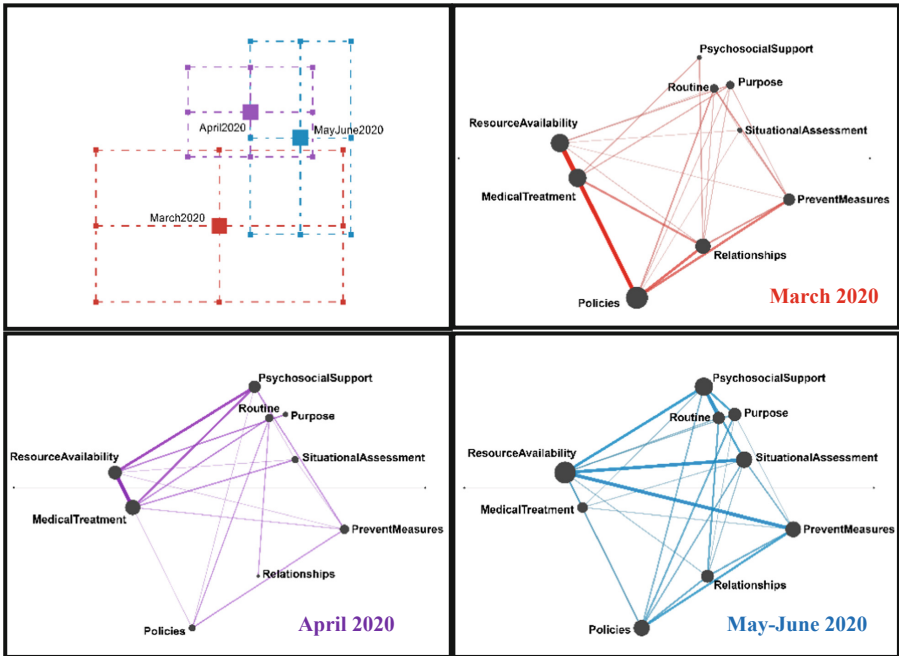 April2020
MayJune2020
March2020
PsychosocialSupport
Routine
Purpose
ResourceAvailability
SituationalAssessment
MedicalTreatment
PreventMeasures
Relationships
Policies
March 2020
PsychosocialSupport
Routine
Purpose
ResourceAvailability
SituationalAssessment
MedicalTreatment
PreventMeasures
Relationships
Policies
April 2020
PsychosocialSupport
Routine
Purpose
ResourceAvailability
SituationalAssessment
MedicalTreatment
PreventMeasures
Relationships
Policies
May-June 2020